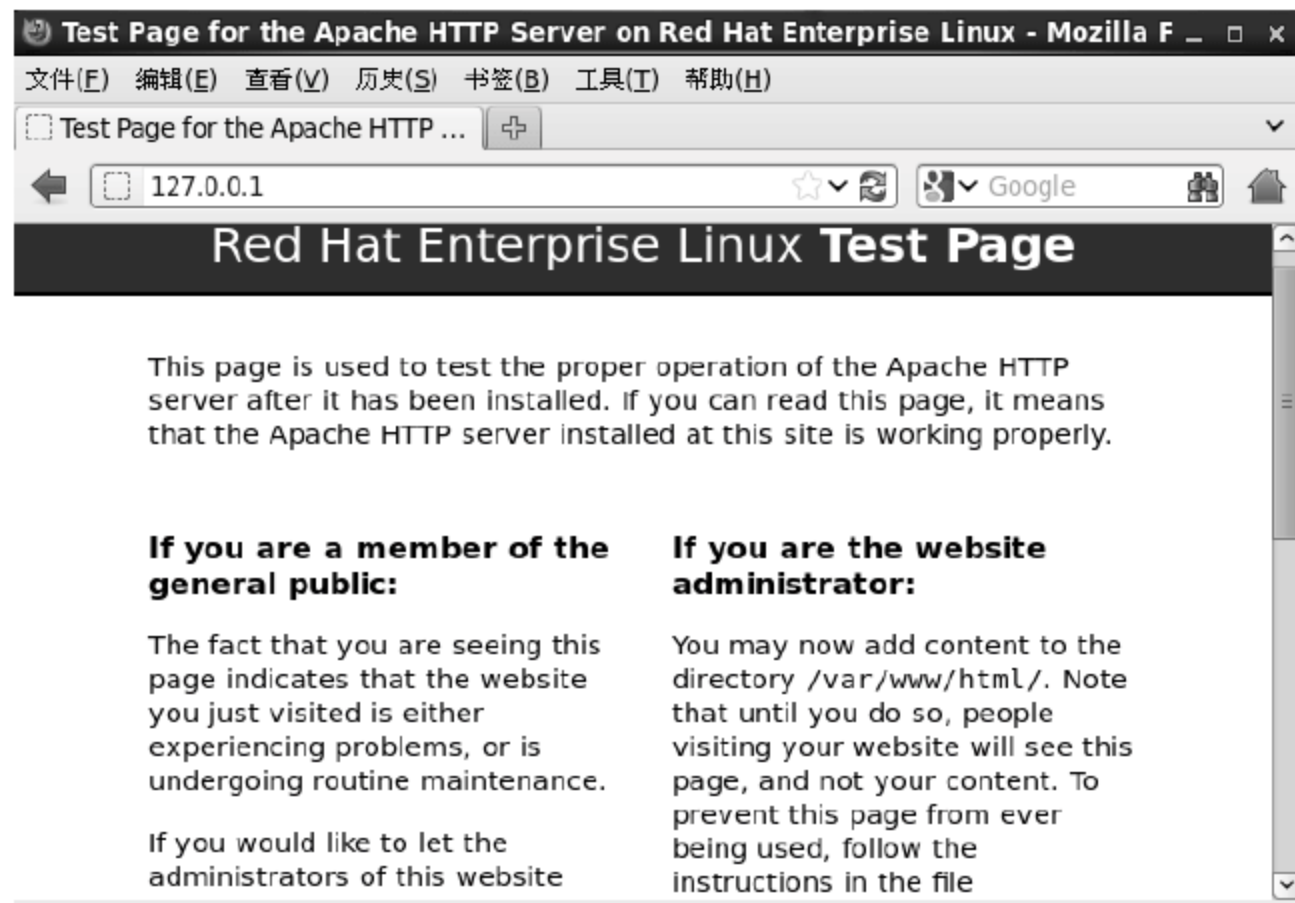 Test Page for the Apache HTTP Server on Red Hat Enterprise Linux - Mozilla F
文件(F) 编辑(E) 查看(V) 历史(S) 书签(B) 工具(T) 帮助(H)
Test Page for the Apache HTTP ...
127.0.0.1
Google
Red Hat Enterprise Linux Test Page
This page is used to test the proper operation of the Apache HTTP
server after it has been installed. If you can read this page, it means
that the Apache HTTP server installed at this site is working properly.
If you are a member of the
general public:
The fact that you are seeing this
page indicates that the website
you just visited is either
experiencing problems, or is
undergoing routine maintenance.
If you would like to let the
administrators of this website
If you are the website
administrator:
You may now add content to the
directory /var/www/html/. Note
that until you do so, people
visiting your website will see this
page, and not your content. To
prevent this page from ever
being used, follow the
instructions in the file